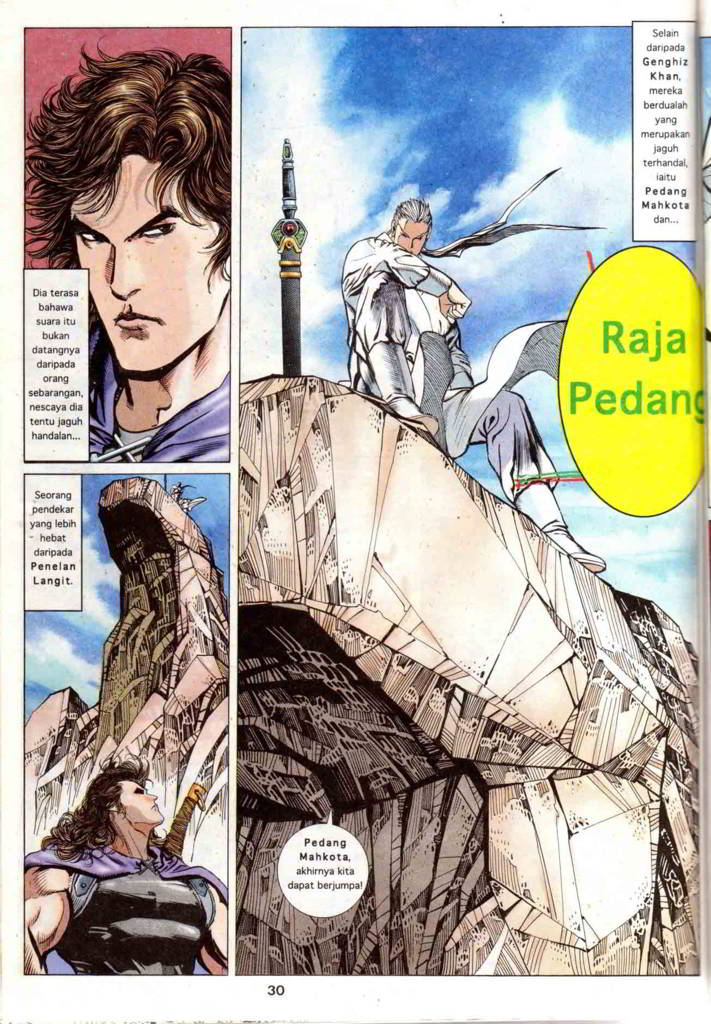 Dia terasa
bahawa
suara itu
bukan
datangnya
daripada
orang
sebarangan,
nescaya dia
tentu jaguh
handalan...
Seorang
pendekar
yang lebih
hebat
daripada
Penelan
Langit.
Selain
daripada
Genghiz
Khan,
mereka
berdualah
yang
merupakan
jaguh
terhandal,
iaitu
Pedang
Mahkota
dan...
Raja
Pedang
Pedang
Mahkota,
akhirnya kita
dapat berjumpa!
30